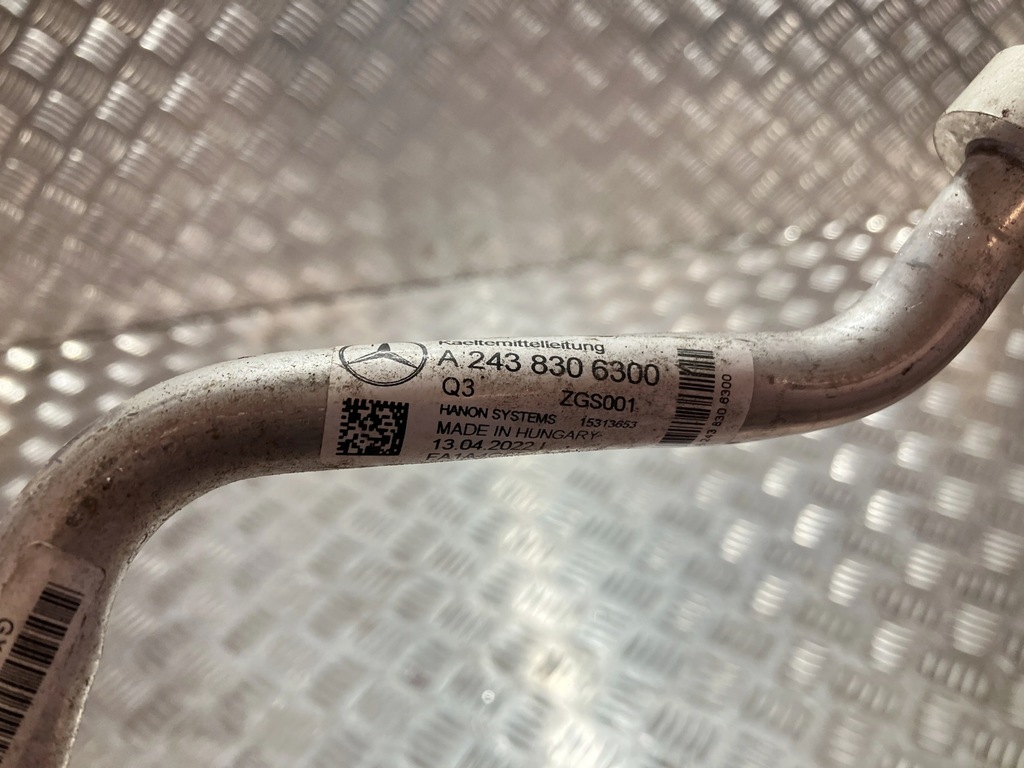 Kaeltemittelleitung
A 243 830 6300
Q3 ZGS001
HANON SYSTEMS 15313653
MADE IN HUNGARY
13.04.2022
A 243 830 6300